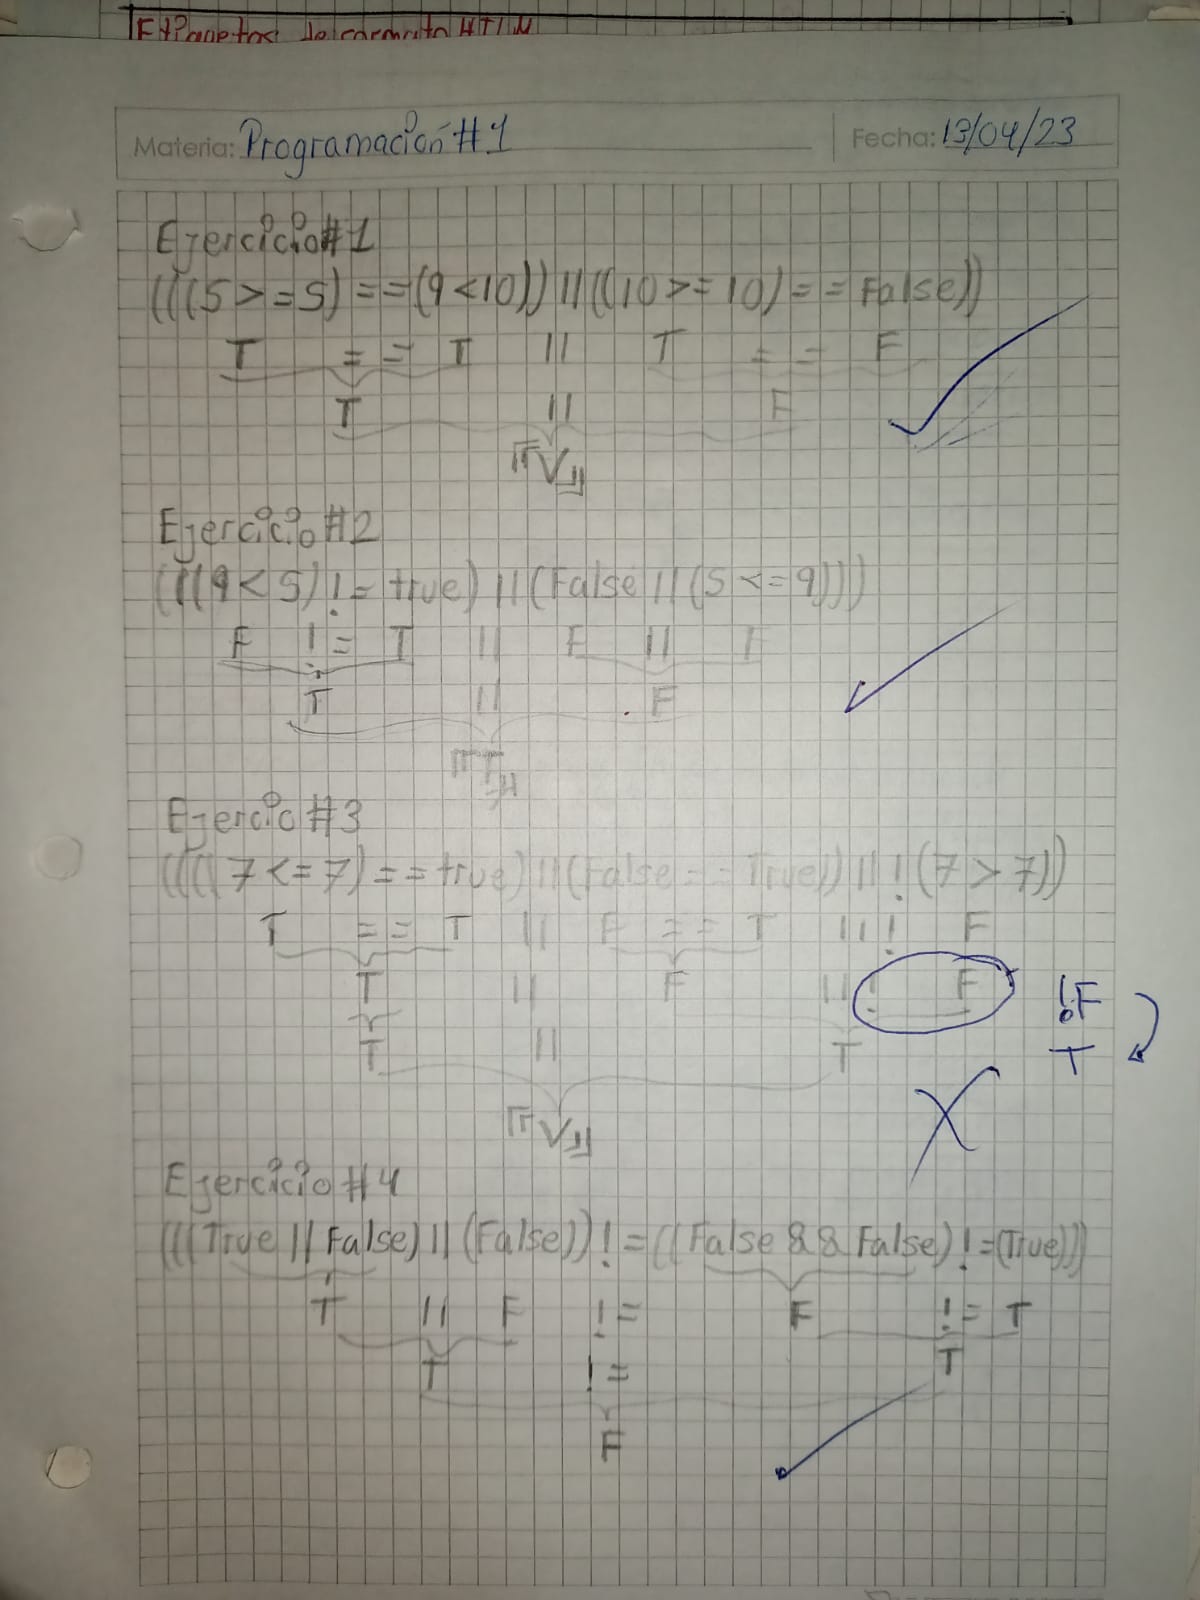 Etiquetas de formato HTLM
Materia: Programación #1 Fecha: 13/04/23
Ejercicio #1
(((5 >= 5) == (9 < 10)) || ((10 >= 10) == False))
T == T || T == F
T || F
"V"
Ejercicio #2
(((9 < 5) != true) || (False || (5 <= 9)))
F != T || F || F
T || F
"T"
Ejercio #3
((((7 <= 7) == true) || (False == True)) || ! (7 > 7))
T == T || F == T || ! F
T || F || ! F !F
T || T T
"V"
Ejercicio #4
(((True || False) || (False)) != ((False && False) != (True)))
T || F != F != T
T != T
F